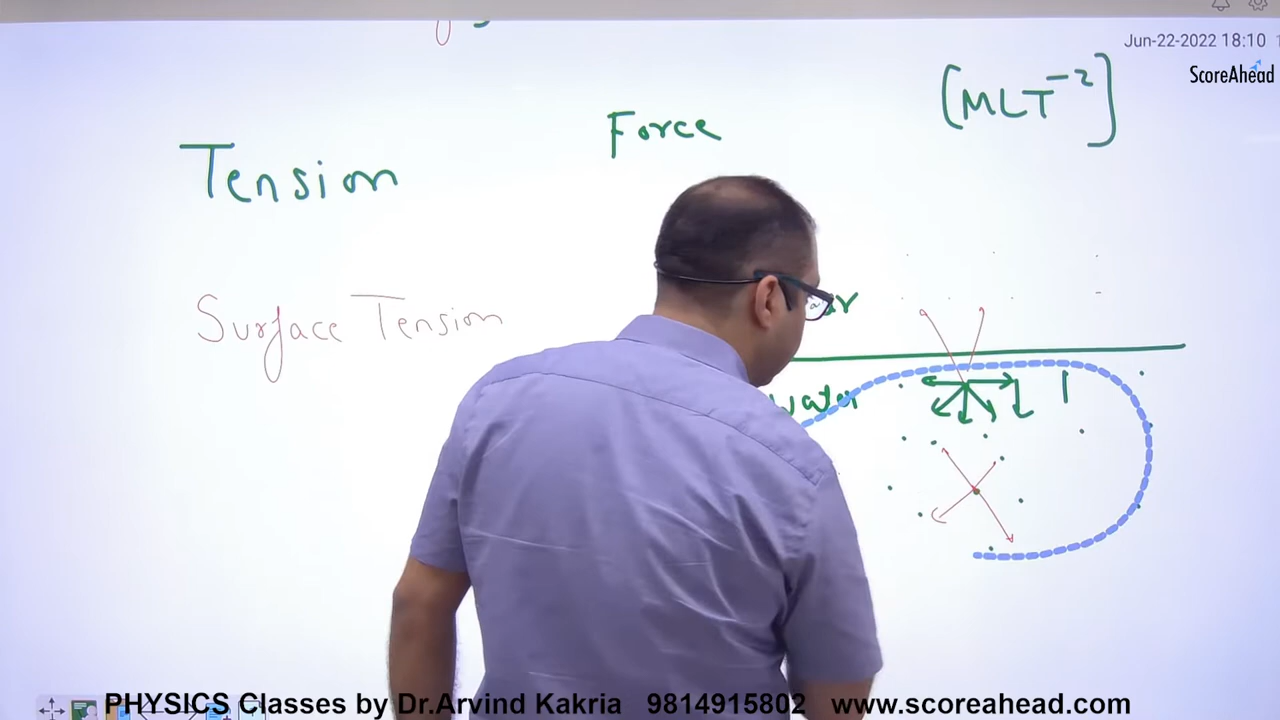 Jun-22-2022 18:10
ScoreAhead
[MLT⁻²]
Force
Tension
Surface Tension
water
PHYSICS Classes by Dr.Arvind Kakria 9814915802 www.scoreahead.com